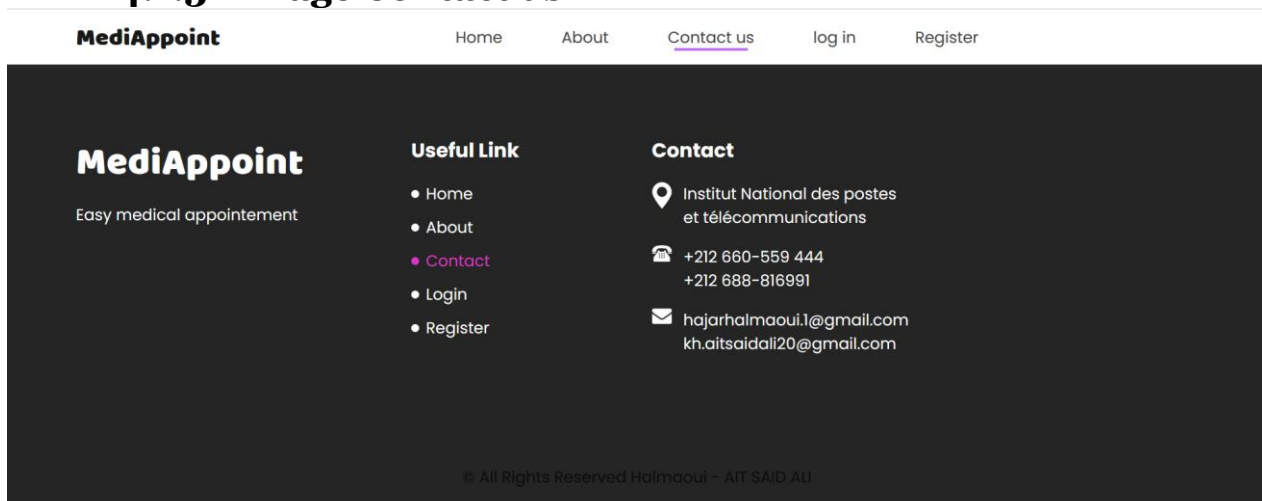 MediAppoint Home About Contact us log in Register
MediAppoint
Easy medical appointement
Useful Link
Home
About
Contact
Login
Register
Contact
Institut National des postes
et télécommunications
+212 660-559 444
+212 688-816991
hajarhalmaoui.1@gmail.com
kh.aitsaidali20@gmail.com
© All Rights Reserved Halmaoui - AIT SAID ALI